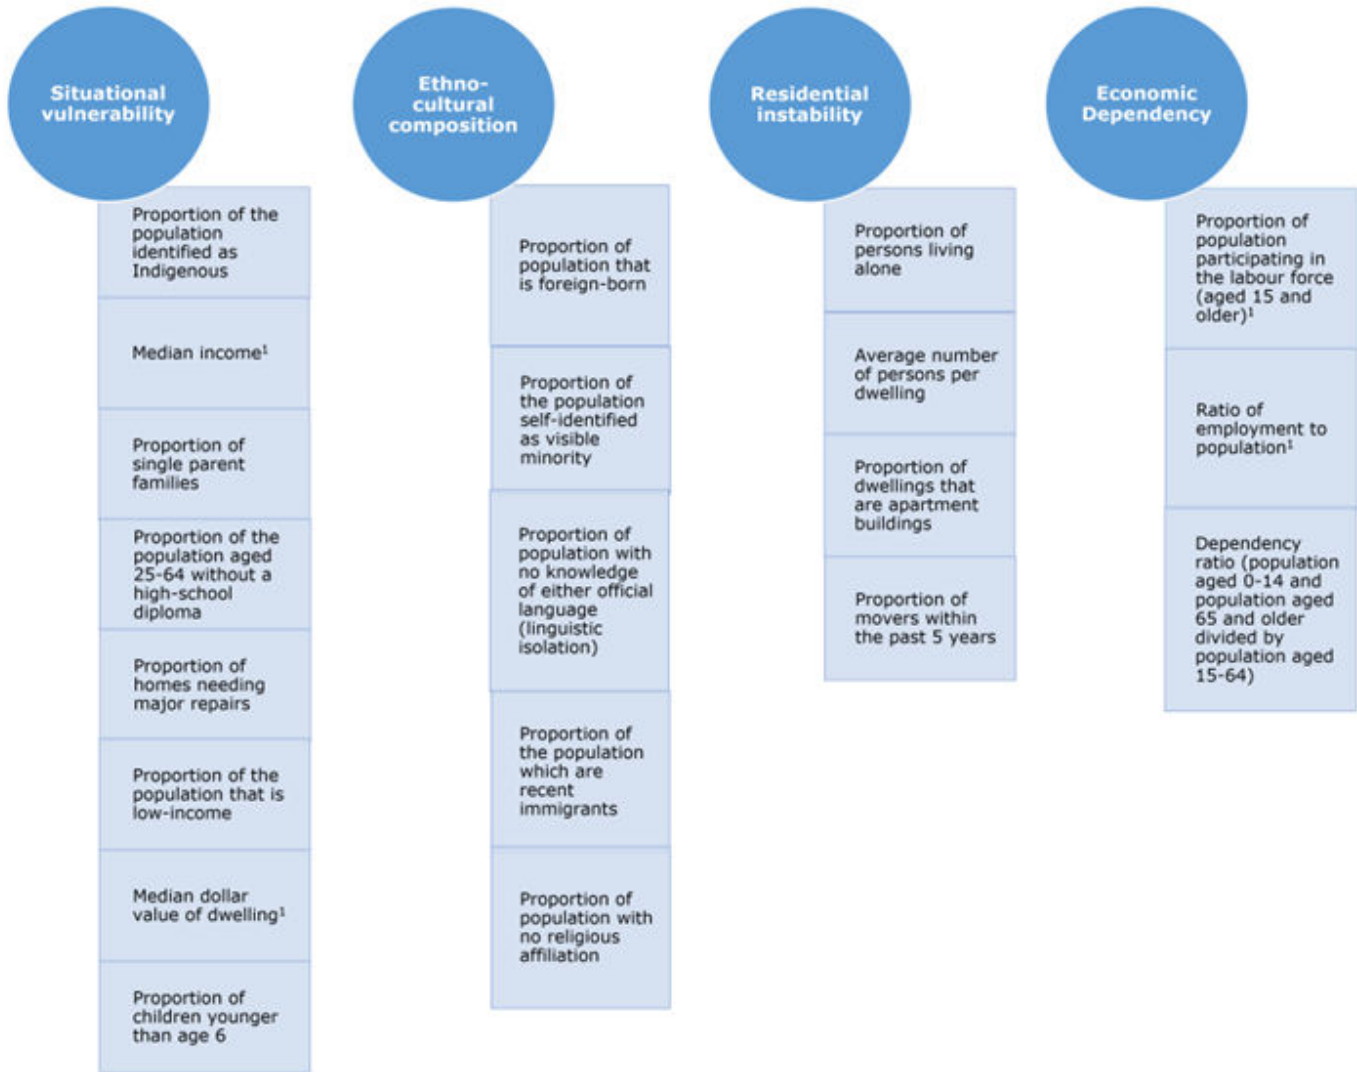 Situational
vulnerability
Proportion of the
population
identified as
Indigenous
Median income¹
Proportion of
single parent
families
Proportion of the
population aged
25-64 without a
high-school
diploma
Proportion of
homes needing
major repairs
Proportion of the
population that is
low-income
Median dollar
value of dwelling¹
Proportion of
children younger
than age 6
Ethno-
cultural
composition
Proportion of
population that
is foreign-born
Proportion of
the population
self-identified
as visible
minority
Proportion of
population with
no knowledge
of either official
language
(linguistic
isolation)
Proportion of
the population
which are
recent
immigrants
Proportion of
population with
no religious
affiliation
Residential
instability
Proportion of
persons living
alone
Average number
of persons per
dwelling
Proportion of
dwellings that
are apartment
buildings
Proportion of
movers within
the past 5 years
Economic
Dependency
Proportion of
population
participating in
the labour force
(aged 15 and
older)¹
Ratio of
employment to
population¹
Dependency
ratio (population
aged 0-14 and
population aged
65 and older
divided by
population aged
15-64)